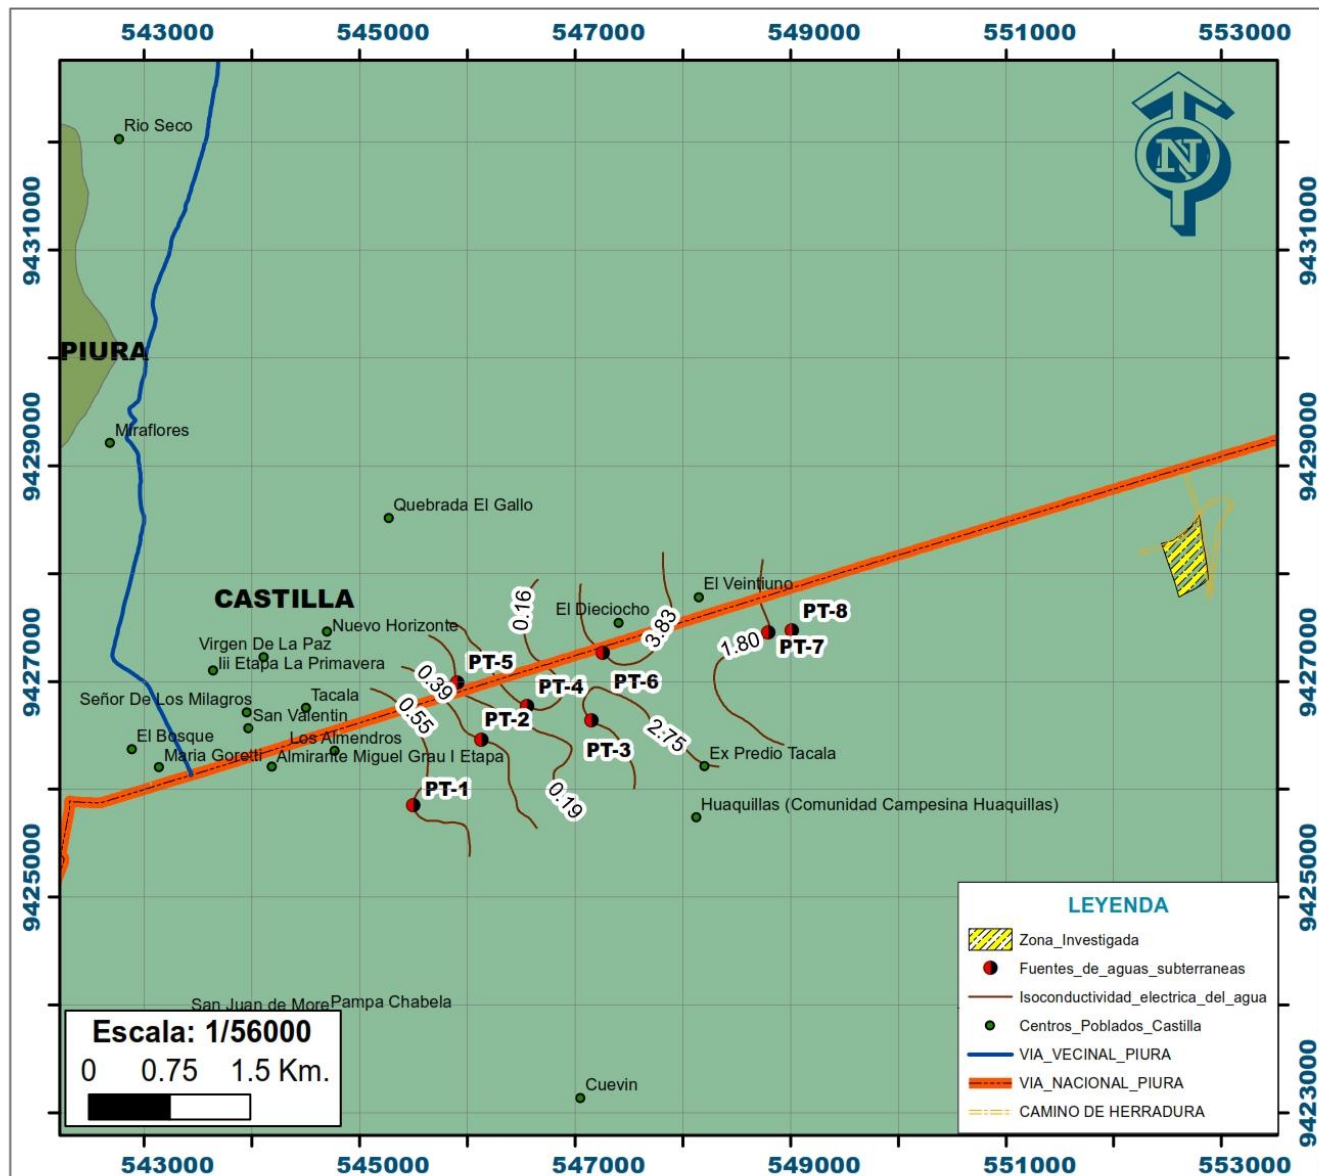 543000 545000 547000 549000 551000 553000
N
Rio Seco
9431000 9431000
PIURA
Miraflores
9429000 9429000
Quebrada El Gallo
El Veintiuno
CASTILLA
0.16
El Dieciocho
3.83
PT-8
Nuevo Horizonte
1.80
PT-7
9427000 9427000
Virgen De La Paz
Iii Etapa La Primavera
0.39
PT-5
PT-6
PT-4
Señor De Los Milagros
Tacala
0.55
San Valentin
PT-2
2.75
El Bosque
Los Almendros
PT-3
Maria Goretti
Almirante Miguel Grau I Etapa
Ex Predio Tacala
PT-1
0.19
Huaquillas (Comunidad Campesina Huaquillas)
9425000 9425000
San Juan de More
Pampa Chabela
Escala: 1/56000
0 0.75 1.5 Km.
Cuevin
LEYENDA
Zona_Investigada
Fuentes_de_aguas_subterraneas
Isoconductividad_electrica_del_agua
Centros_Poblados_Castilla
VIA_VECINAL_PIURA
VIA_NACIONAL_PIURA
CAMINO DE HERRADURA
9423000 9423000
543000 545000 547000 549000 551000 553000